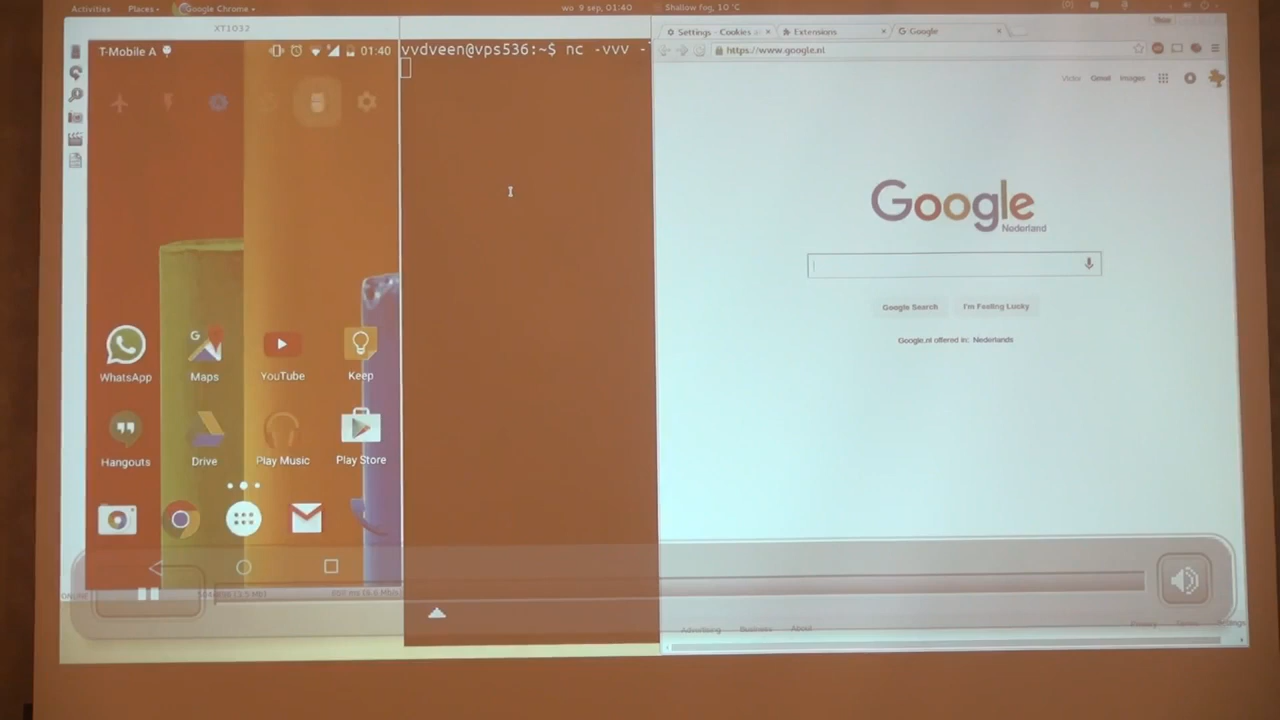 Activities Places Google Chrome wo 9 sep, 01:40 Shallow fog, 10 °C
XT1032
T-Mobile A 01:40
vvdveen@vps536:~$ nc -vvv -
Settings - Cookies Extensions Google
https://www.google.nl
Gmail Images
Google
Nederland
Google Search I'm Feeling Lucky
Google.nl offered in: Nederlands
WhatsApp Maps YouTube Keep
Hangouts Drive Play Music Play Store
Advertising Business About
Privacy Terms Settings